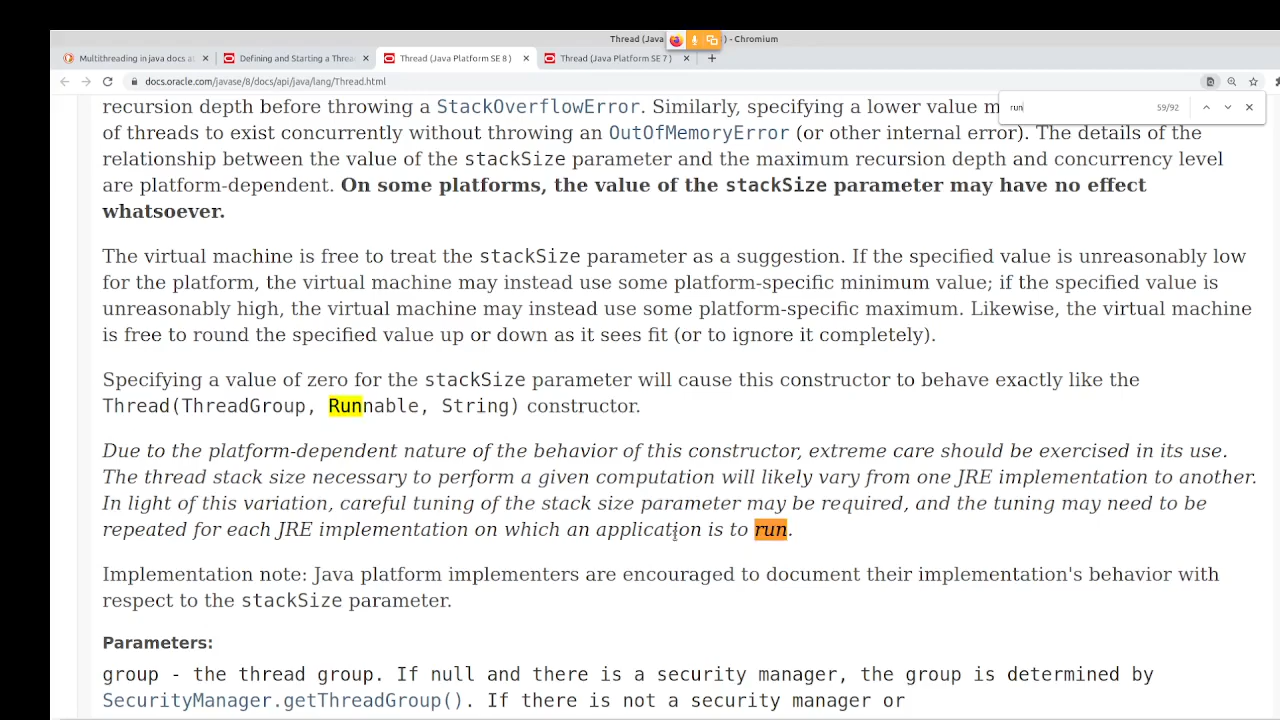 Thread (Java - Chromium
Multithreading in java docs a
Defining and Starting a Threa
Thread (Java Platform SE 8 )
Thread (Java Platform SE 7 )
docs.oracle.com/javase/8/docs/api/java/lang/Thread.html
run 59/92
recursion depth before throwing a StackOverflowError. Similarly, specifying a lower value m
of threads to exist concurrently without throwing an OutOfMemoryError (or other internal error). The details of the
relationship between the value of the stackSize parameter and the maximum recursion depth and concurrency level
are platform-dependent. On some platforms, the value of the stackSize parameter may have no effect
whatsoever.
The virtual machine is free to treat the stackSize parameter as a suggestion. If the specified value is unreasonably low
for the platform, the virtual machine may instead use some platform-specific minimum value; if the specified value is
unreasonably high, the virtual machine may instead use some platform-specific maximum. Likewise, the virtual machine
is free to round the specified value up or down as it sees fit (or to ignore it completely).
Specifying a value of zero for the stackSize parameter will cause this constructor to behave exactly like the
Thread(ThreadGroup, Runnable, String) constructor.
Due to the platform-dependent nature of the behavior of this constructor, extreme care should be exercised in its use.
The thread stack size necessary to perform a given computation will likely vary from one JRE implementation to another.
In light of this variation, careful tuning of the stack size parameter may be required, and the tuning may need to be
repeated for each JRE implementation on which an application is to run.
Implementation note: Java platform implementers are encouraged to document their implementation's behavior with
respect to the stackSize parameter.
Parameters:
group - the thread group. If null and there is a security manager, the group is determined by
SecurityManager.getThreadGroup(). If there is not a security manager or